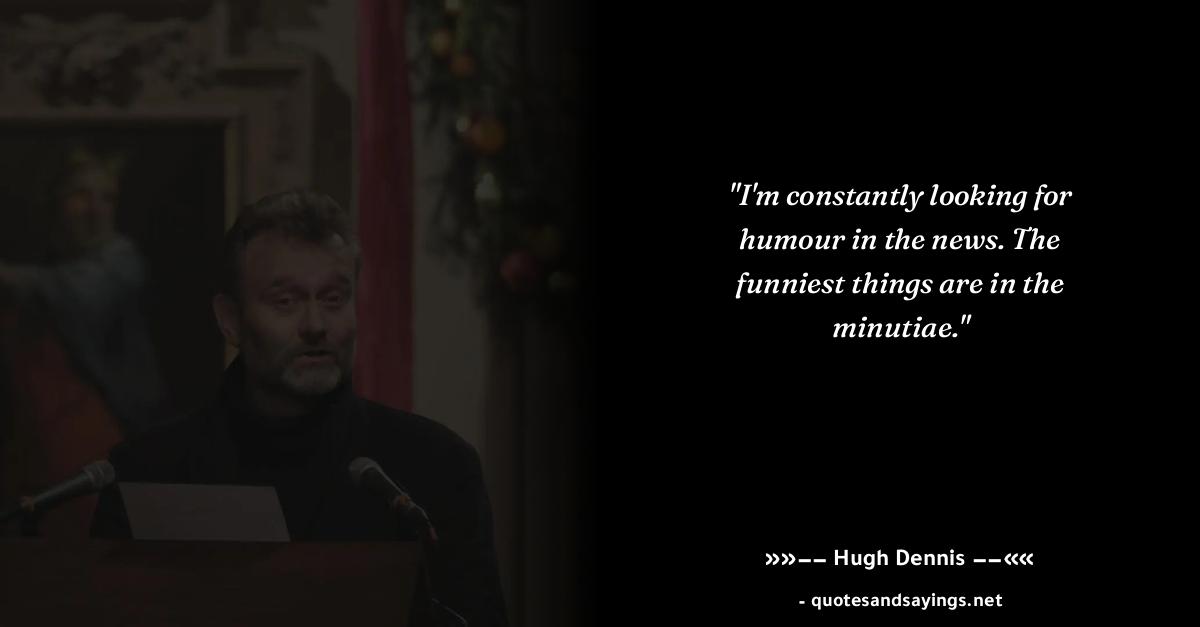 "I'm constantly looking for
humour in the news. The
funniest things are in the
minutiae."
»»−− Hugh Dennis −−««
- quotesandsayings.net